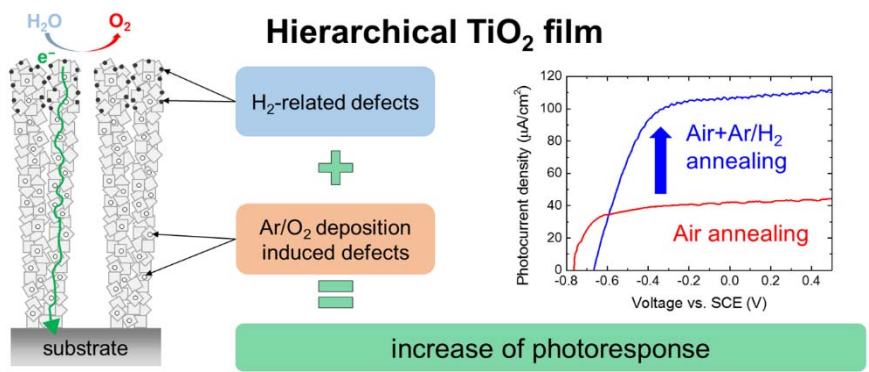 Hierarchical TiO₂ film
H₂O
O₂
e⁻
H₂-related defects
+
Ar/O₂ deposition
induced defects
=
substrate
increase of photoresponse
Photocurrent density (µA/cm²)
120
100
80
60
40
20
0
Air+Ar/H₂
annealing
Air annealing
-0.8 -0.6 -0.4 -0.2 0.0 0.2 0.4
Voltage vs. SCE (V)